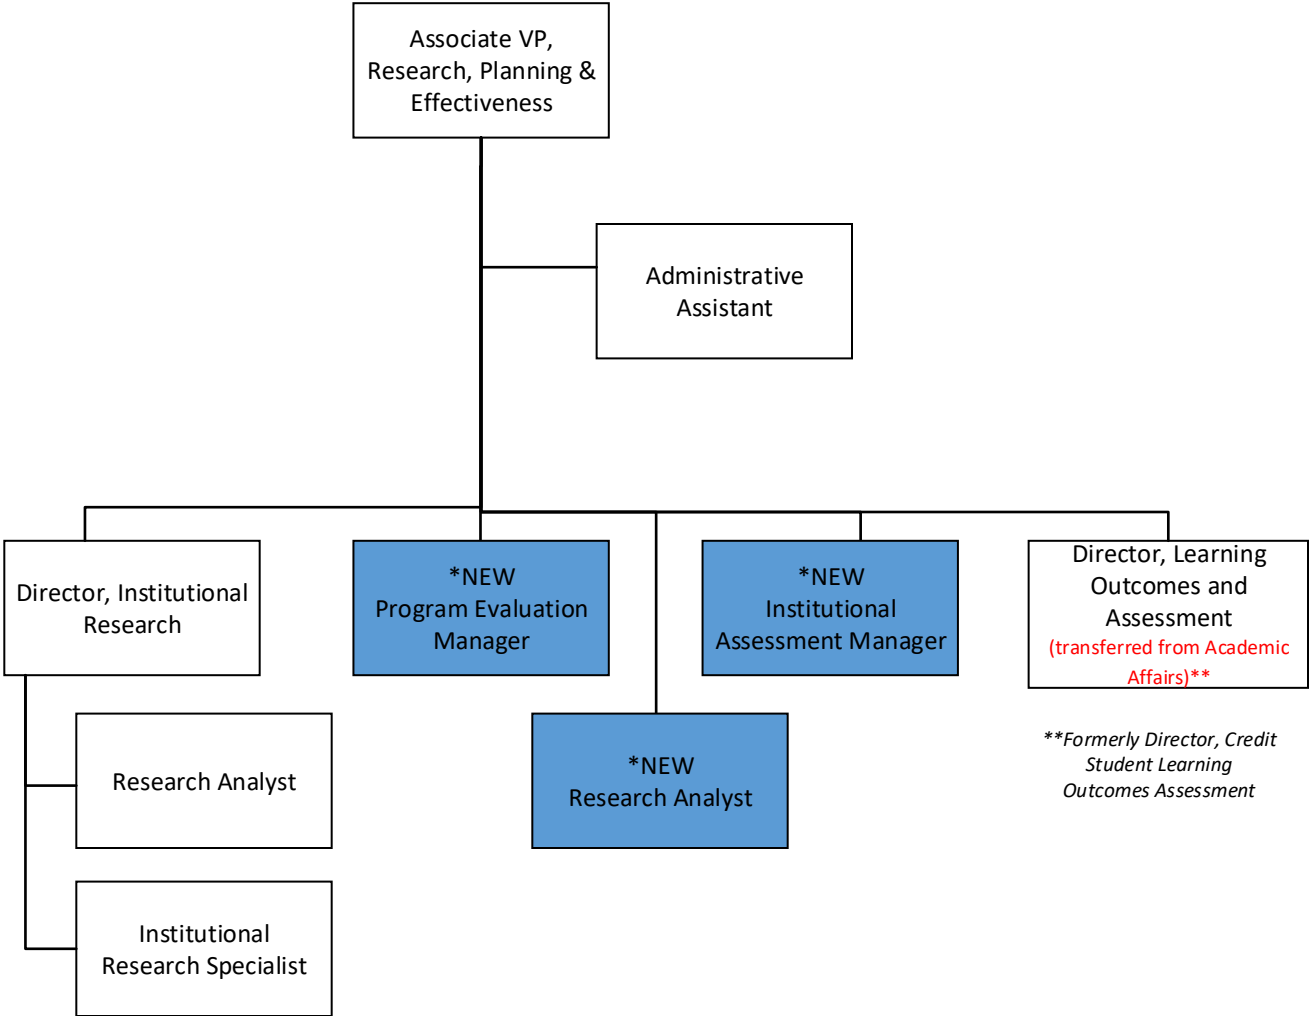 Associate VP,
Research, Planning &
Effectiveness
Administrative
Assistant
Director, Institutional
Research
*NEW
Program Evaluation
Manager
*NEW
Institutional
Assessment Manager
Director, Learning
Outcomes and
Assessment
(transferred from Academic
Affairs)**
Research Analyst
*NEW
Research Analyst
**Formerly Director, Credit
Student Learning
Outcomes Assessment
Institutional
Research Specialist